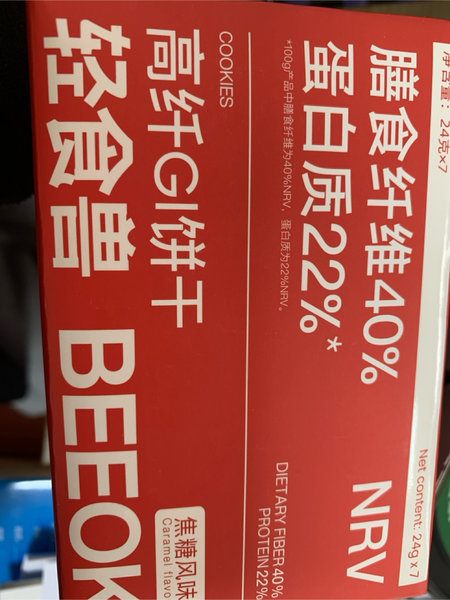 净含量：24克×7
Net content: 24g x 7
膳食纤维40%
蛋白质22%*
NRV
*100g产品中膳食纤维为40%NRV，蛋白质为22%NRV。
DIETARY FIBER 40%
PROTEIN 22%
COOKIES
高纤GI饼干
轻食兽 BEEOK
焦糖风味
Caramel flavo